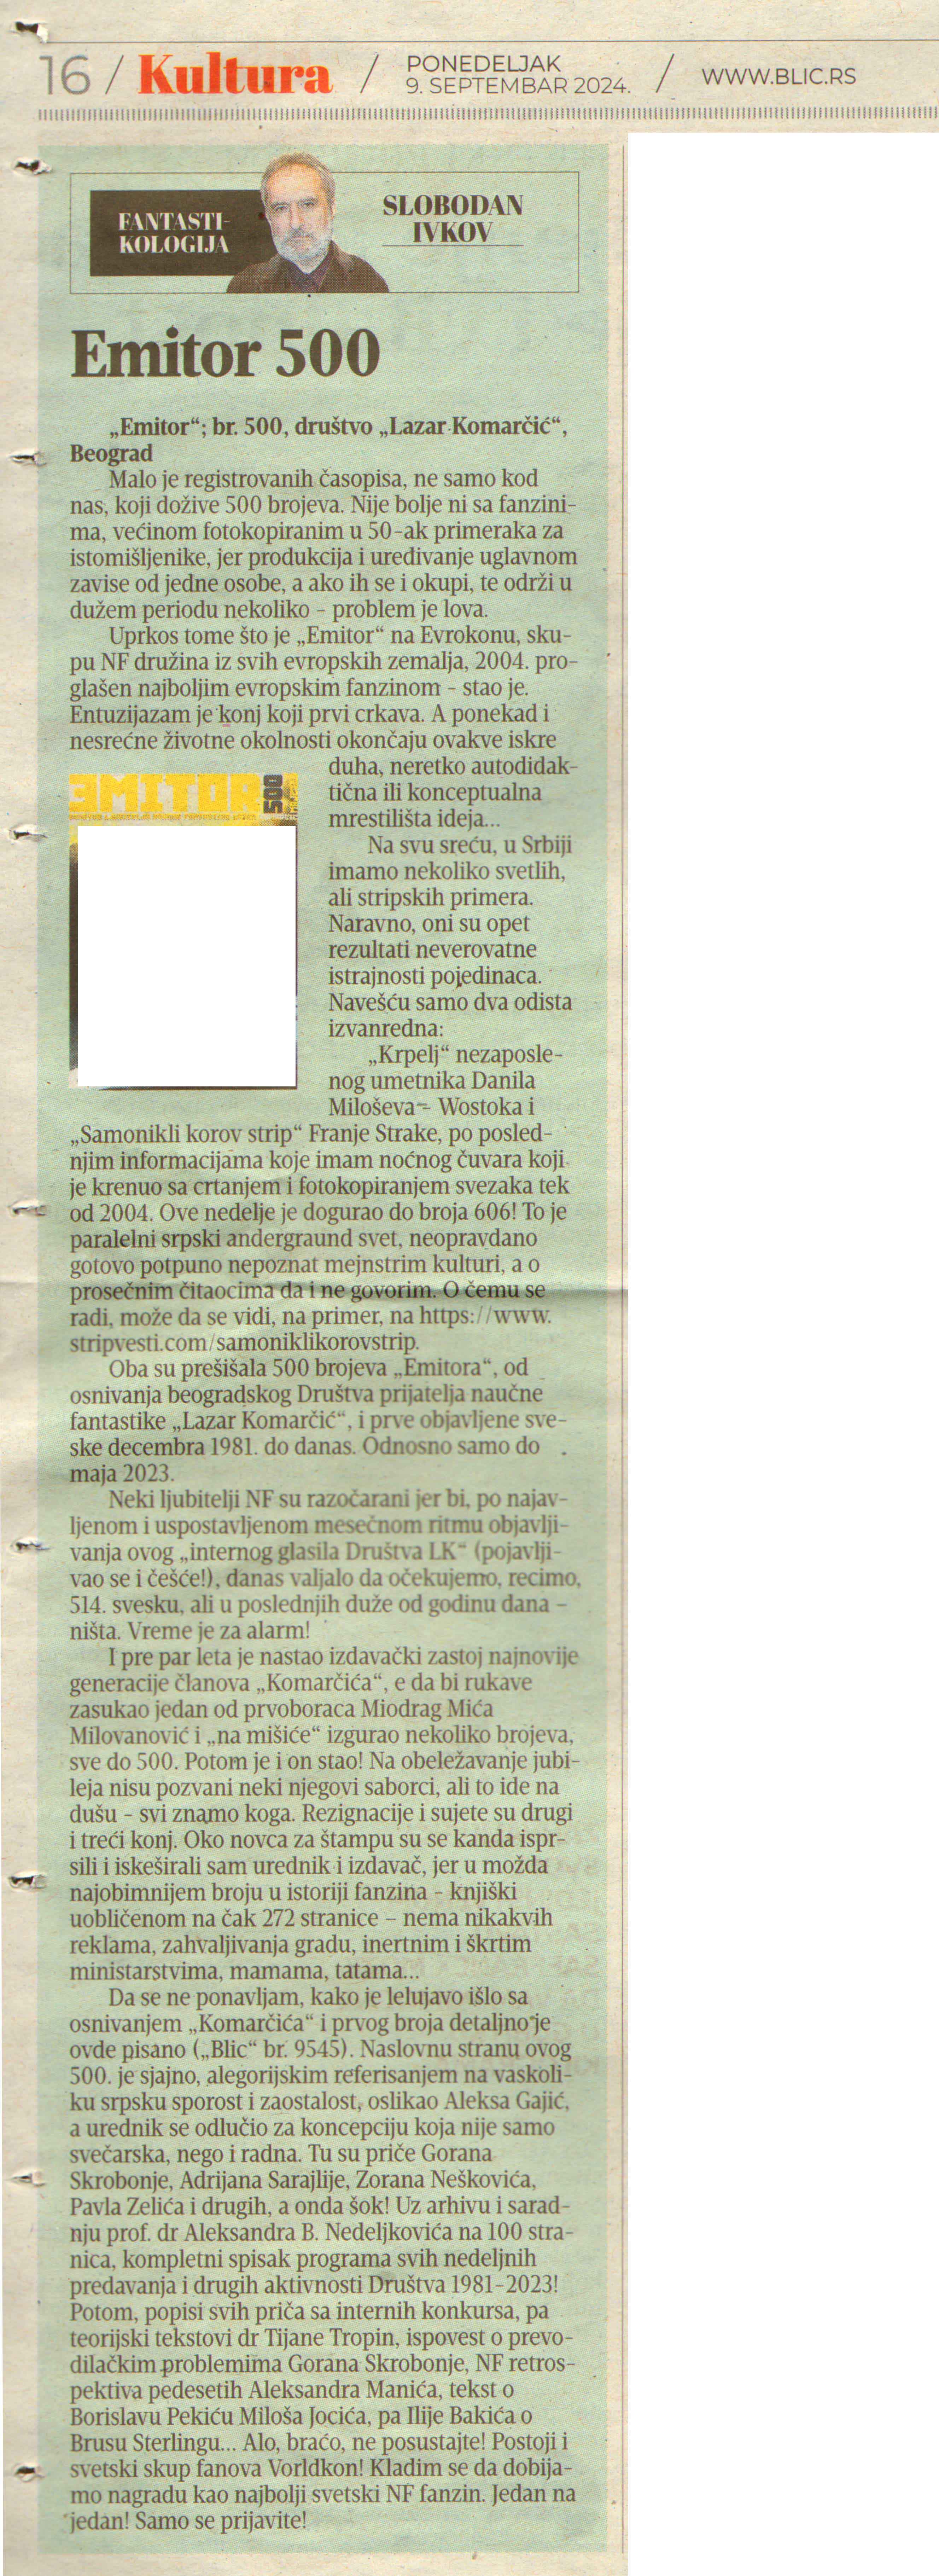 16 / Kultura / PONEDELJAK
9. SEPTEMBAR 2024. / WWW.BLIC.RS
FANTASTI-
KOLOGIJA
SLOBODAN
IVKOV
Emitor 500
„Emitor“; br. 500, društvo „Lazar Komarčić“,
Beograd
Malo je registrovanih časopisa, ne samo kod
nas, koji dožive 500 brojeva. Nije bolje ni sa fanzini-
ma, većinom fotokopiranim u 50-ak primeraka za
istomišljenike, jer produkcija i uređivanje uglavnom
zavise od jedne osobe, a ako ih se i okupi, te održi u
dužem periodu nekoliko – problem je lova.
Uprkos tome što je „Emitor“ na Evrokonu, sku-
pu NF družina iz svih evropskih zemalja, 2004. pro-
glašen najboljim evropskim fanzinom – stao je.
Entuzijazam je konj koji prvi crkava. A ponekad i
nesrećne životne okolnosti okončaju ovakve iskre
duha, neretko autodidak-
tična ili konceptualna
mrestilišta ideja...
EMITOR 500
Na svu sreću, u Srbiji
imamo nekoliko svetlih,
ali stripskih primera.
Naravno, oni su opet
rezultati neverovatne
istrajnosti pojedinaca.
Navešću samo dva odista
izvanredna:
„Krpelj“ nezaposle-
nog umetnika Danila
Miloševa – Wostoka i
„Samonikli korov strip“ Franje Strake, po posled-
njim informacijama koje imam noćnog čuvara koji
je krenuo sa crtanjem i fotokopiranjem svezaka tek
od 2004. Ove nedelje je dogurao do broja 606! To je
paralelni srpski andergraund svet, neopravdano
gotovo potpuno nepoznat mejnstrim kulturi, a o
prosečnim čitaocima da i ne govorim. O čemu se
radi, može da se vidi, na primer, na https://www.
stripvesti.com/samoniklikorovstrip.
Oba su prešišala 500 brojeva „Emitora“, od
osnivanja beogradskog Društva prijatelja naučne
fantastike „Lazar Komarčić“, i prve objavljene sve-
ske decembra 1981. do danas. Odnosno samo do
maja 2023.
Neki ljubitelji NF su razočarani jer bi, po najav-
ljenom i uspostavljenom mesečnom ritmu objavlji-
vanja ovog „internog glasila Društva LK“ (pojavlji-
vao se i češće!), danas valjalo da očekujemo, recimo,
514. svesku, ali u poslednjih duže od godinu dana –
ništa. Vreme je za alarm!
I pre par leta je nastao izdavački zastoj najnovije
generacije članova „Komarčića“, e da bi rukave
zasukao jedan od prvoboraca Miodrag Mića
Milovanović i „na mišiće“ izgurao nekoliko brojeva,
sve do 500. Potom je i on stao! Na obeležavanje jubi-
leja nisu pozvani neki njegovi saborci, ali to ide na
dušu – svi znamo koga. Rezignacije i sujete su drugi
i treći konj. Oko novca za štampu su se kanda ispr-
sili i iskeširali sam urednik i izdavač, jer u možda
najobimnijem broju u istoriji fanzina – knjiški
uobličenom na čak 272 stranice – nema nikakvih
reklama, zahvaljivanja gradu, inertnim i škrtim
ministarstvima, mamama, tatama...
Da se ne ponavljam, kako je lelujavo išlo sa
osnivanjem „Komarčića“ i prvog broja detaljno je
ovde pisano („Blic“ br. 9545). Naslovnu stranu ovog
500. je sjajno, alegorijskim referisanjem na vaskoli-
ku srpsku sporost i zaostalost, oslikao Aleksa Gajić,
a urednik se odlučio za koncepciju koja nije samo
svečarska, nego i radna. Tu su priče Gorana
Skrobonje, Adrijana Sarajlije, Zorana Neškovića,
Pavla Zelića i drugih, a onda šok! Uz arhivu i sarad-
nju prof. dr Aleksandra B. Nedeljkovića na 100 stra-
nica, kompletni spisak programa svih nedeljnih
predavanja i drugih aktivnosti Društva 1981-2023!
Potom, popisi svih priča sa internih konkursa, pa
teorijski tekstovi dr Tijane Tropin, ispovest o prevo-
dilačkim problemima Gorana Skrobonje, NF retros-
pektiva pedesetih Aleksandra Manića, tekst o
Borislavu Pekiću Miloša Jocića, pa Ilije Bakića o
Brusu Sterlingu... Alo, braćo, ne posustajte! Postoji i
svetski skup fanova Vorldkon! Kladim se da dobija-
mo nagradu kao najbolji svetski NF fanzin. Jedan na
jedan! Samo se prijavite!